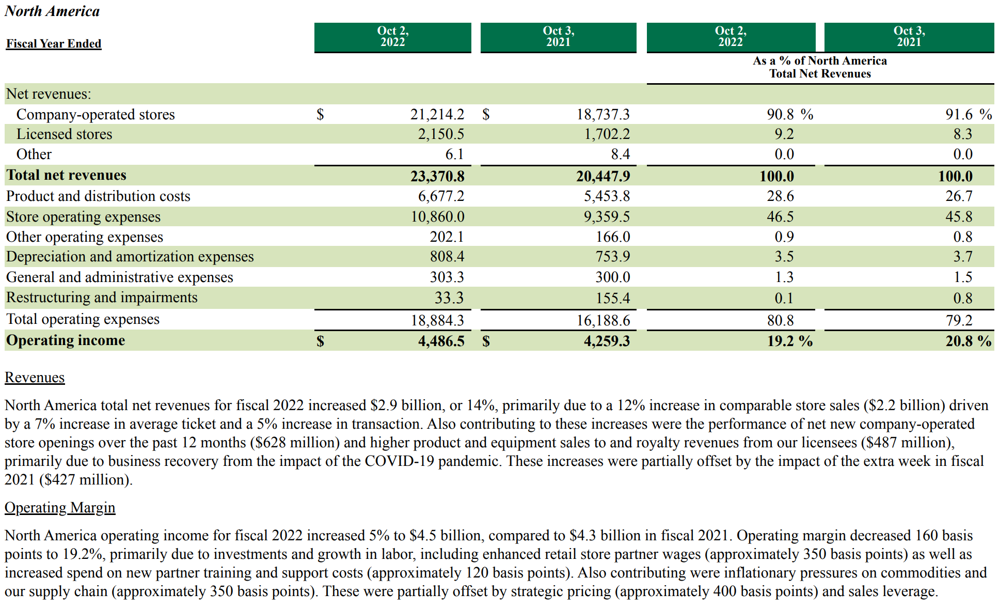 North America
Fiscal Year Ended Oct 2, 2022 Oct 3, 2021 Oct 2, 2022 Oct 3, 2021
As a % of North America
Total Net Revenues
Net revenues:
Company-operated stores $ 21,214.2 $ 18,737.3 90.8 % 91.6 %
Licensed stores 2,150.5 1,702.2 9.2 8.3
Other 6.1 8.4 0.0 0.0
Total net revenues 23,370.8 20,447.9 100.0 100.0
Product and distribution costs 6,677.2 5,453.8 28.6 26.7
Store operating expenses 10,860.0 9,359.5 46.5 45.8
Other operating expenses 202.1 166.0 0.9 0.8
Depreciation and amortization expenses 808.4 753.9 3.5 3.7
General and administrative expenses 303.3 300.0 1.3 1.5
Restructuring and impairments 33.3 155.4 0.1 0.8
Total operating expenses 18,884.3 16,188.6 80.8 79.2
Operating income $ 4,486.5 $ 4,259.3 19.2 % 20.8 %
Revenues
North America total net revenues for fiscal 2022 increased $2.9 billion, or 14%, primarily due to a 12% increase in comparable store sales ($2.2 billion) driven
by a 7% increase in average ticket and a 5% increase in transaction. Also contributing to these increases were the performance of net new company-operated
store openings over the past 12 months ($628 million) and higher product and equipment sales to and royalty revenues from our licensees ($487 million),
primarily due to business recovery from the impact of the COVID-19 pandemic. These increases were partially offset by the impact of the extra week in fiscal
2021 ($427 million).
Operating Margin
North America operating income for fiscal 2022 increased 5% to $4.5 billion, compared to $4.3 billion in fiscal 2021. Operating margin decreased 160 basis
points to 19.2%, primarily due to investments and growth in labor, including enhanced retail store partner wages (approximately 350 basis points) as well as
increased spend on new partner training and support costs (approximately 120 basis points). Also contributing were inflationary pressures on commodities and
our supply chain (approximately 350 basis points). These were partially offset by strategic pricing (approximately 400 basis points) and sales leverage.